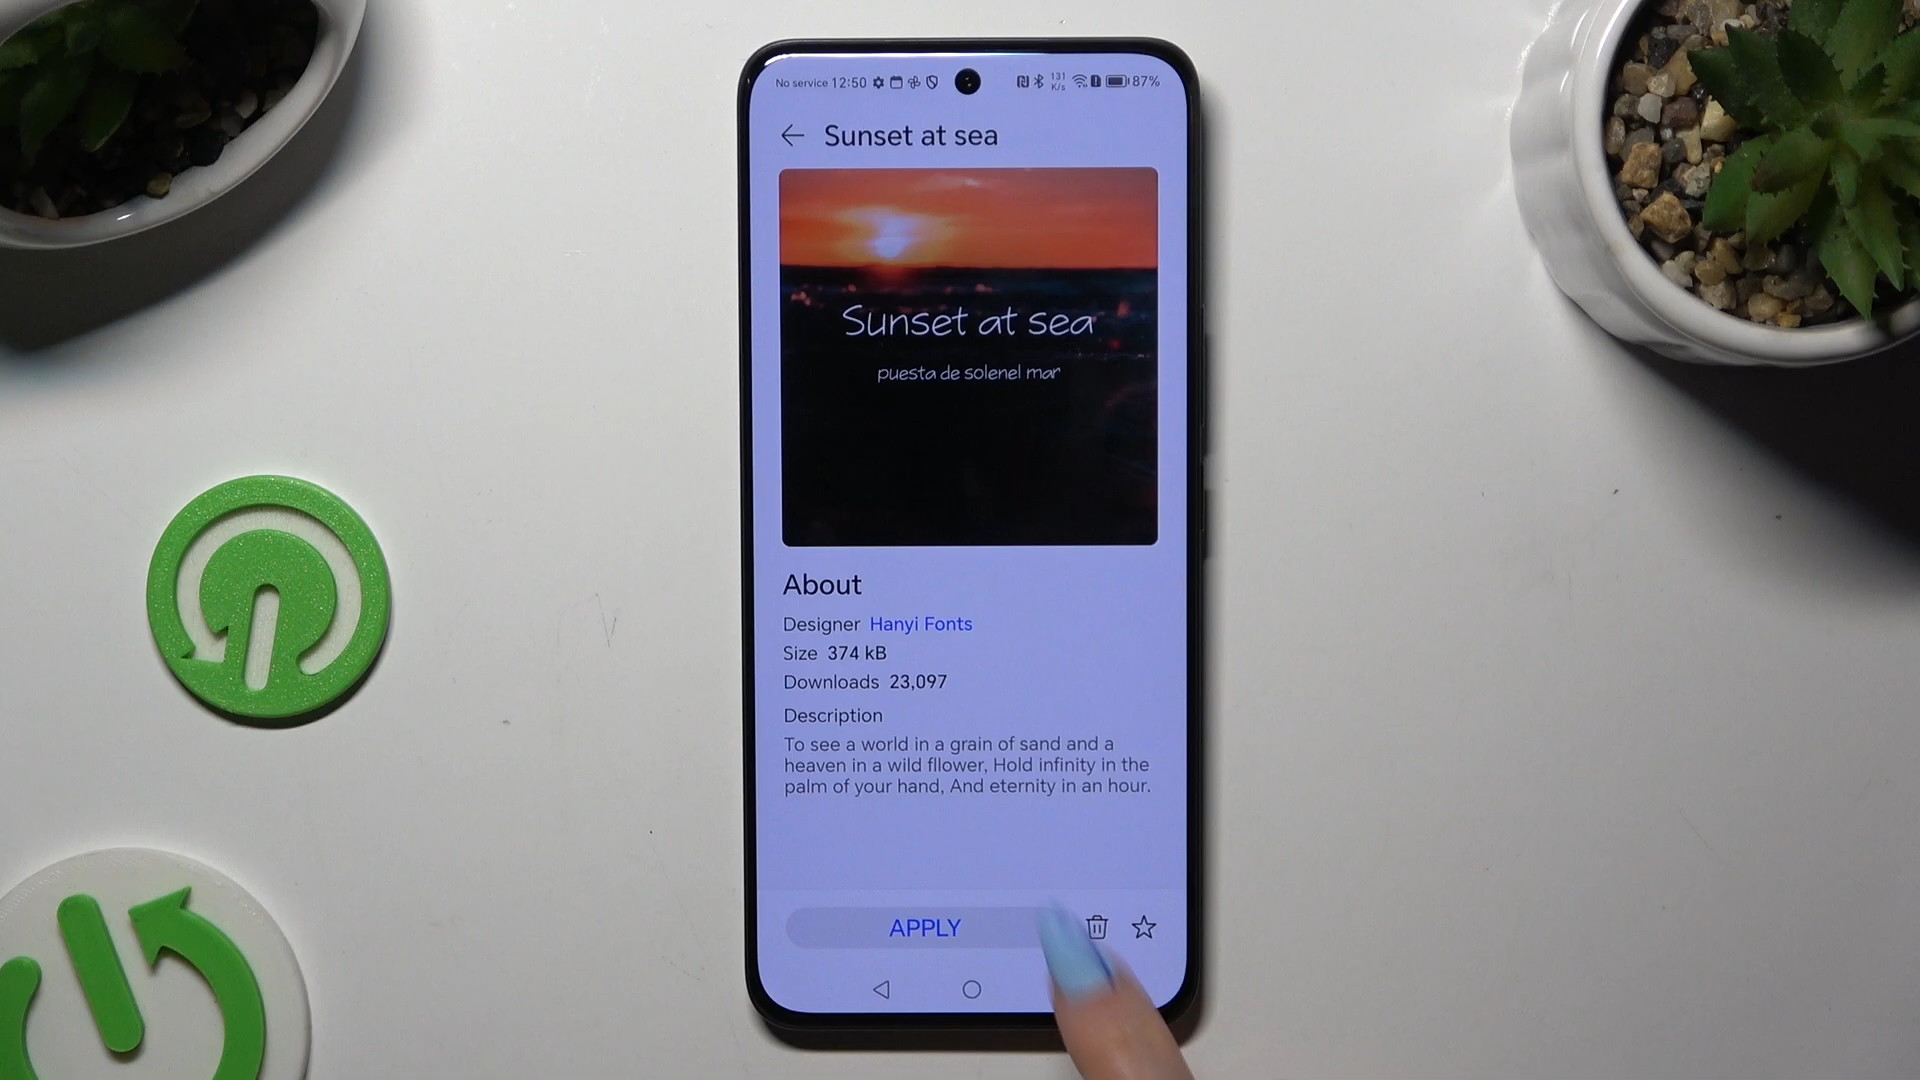 No service 12:50 131 K/s 87%
Sunset at sea
Sunset at sea
puesta de solenel mar
About
Designer Hanyi Fonts
Size 374 kB
Downloads 23,097
Description
To see a world in a grain of sand and a
heaven in a wild fllower, Hold infinity in the
palm of your hand, And eternity in an hour.
APPLY